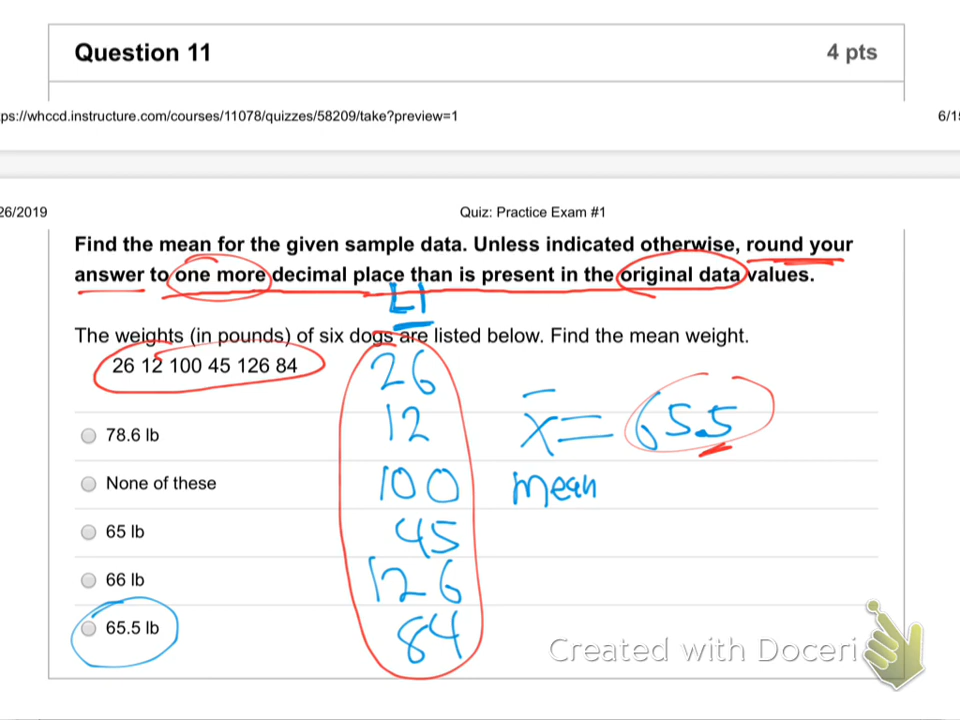 Question 11 4 pts
ps://whccd.instructure.com/courses/11078/quizzes/58209/take?preview=1 6/15
26/2019 Quiz: Practice Exam #1
Find the mean for the given sample data. Unless indicated otherwise, round your
answer to one more decimal place than is present in the original data values.
L1
The weights (in pounds) of six dogs are listed below. Find the mean weight.
26 12 100 45 126 84
26
12
100
45
126
84
x̄ = 65.5
mean
78.6 lb
None of these
65 lb
66 lb
65.5 lb
Created with Doceri